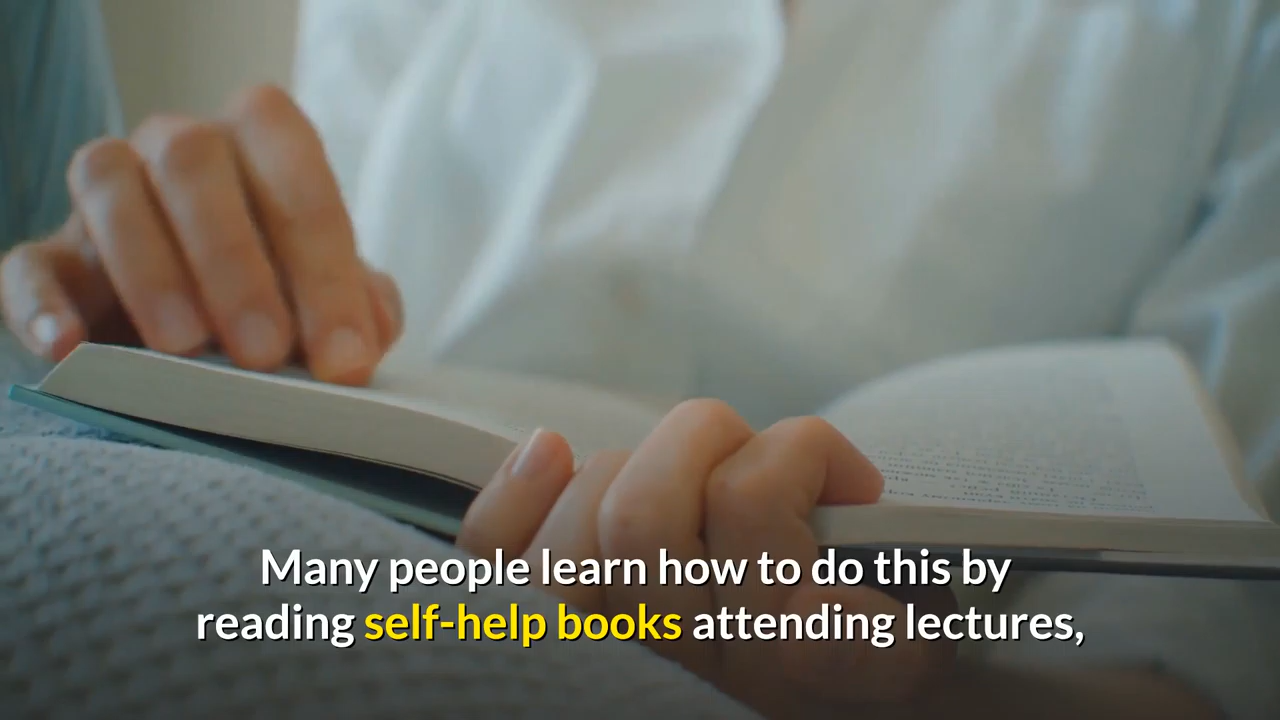 Many people learn how to do this by
reading self-help books attending lectures,